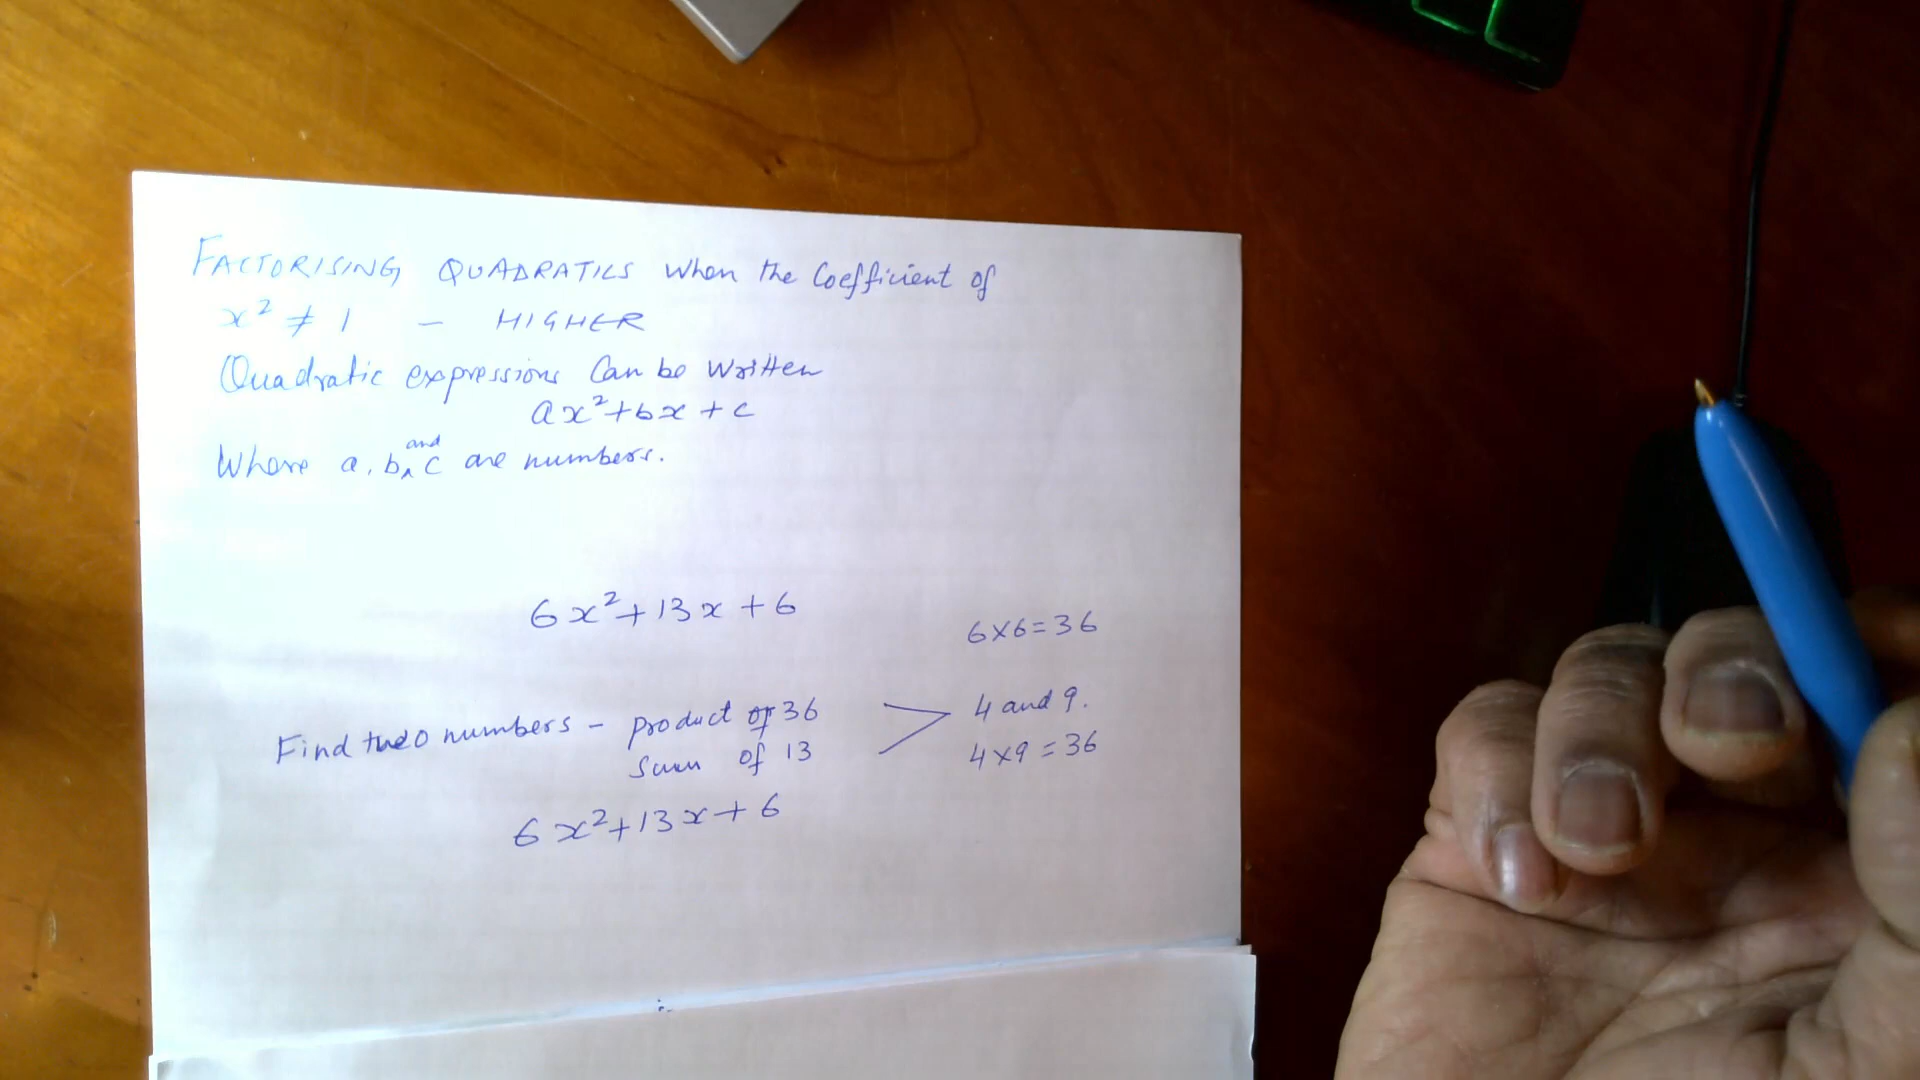 FACTORISING QUADRATICS when the Coefficient of
x² ≠ 1 - HIGHER
Quadratic expressions Can be written
ax²+bx+c
Where a, b, and c are numbers.
6x²+13x+6
6×6=36
Find two numbers - product of 36
Sum of 13
4 and 9.
4×9=36
6x²+13x+6